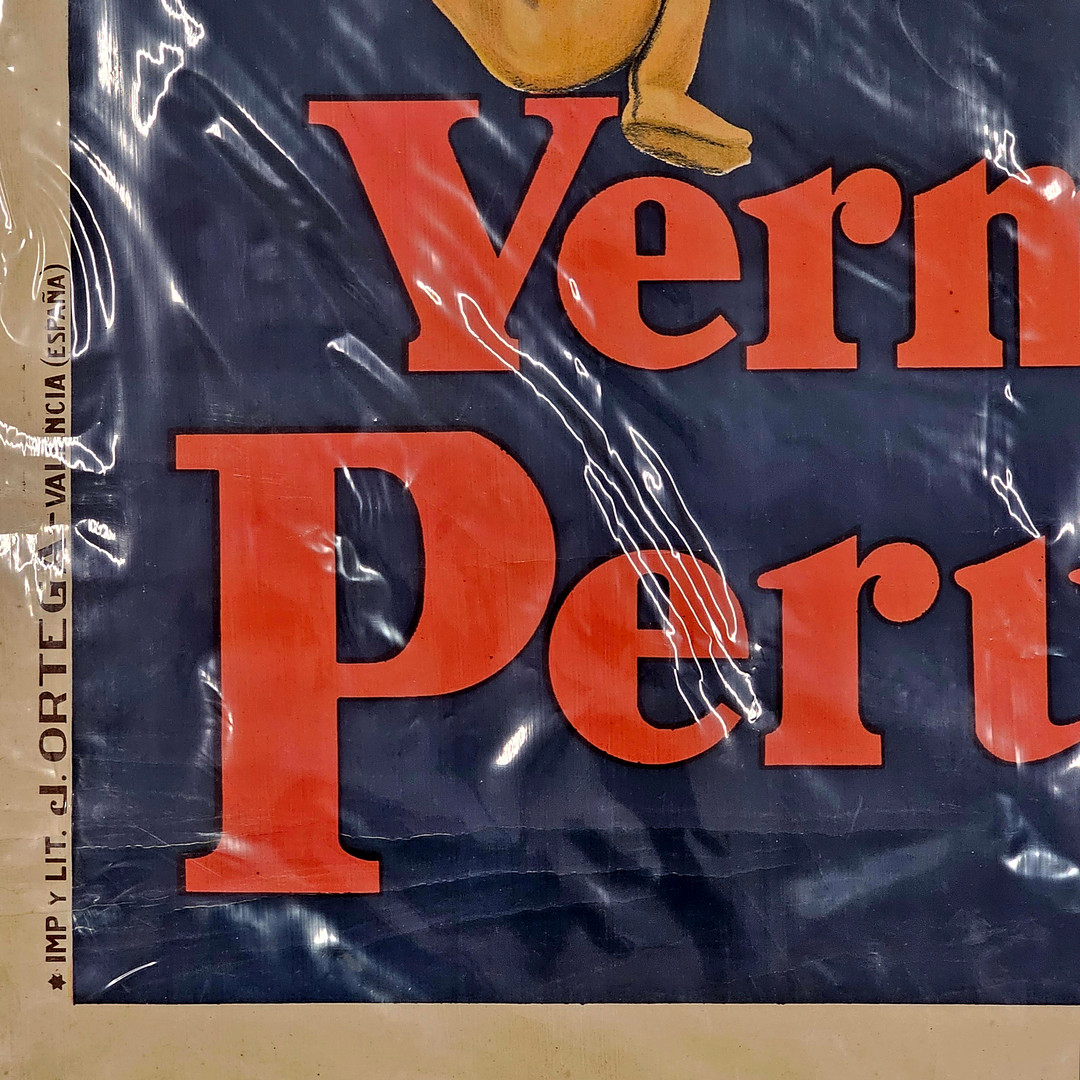 Vern
Peru
✶ IMP Y LIT. J. ORTEGA - VALENCIA (ESPAÑA)